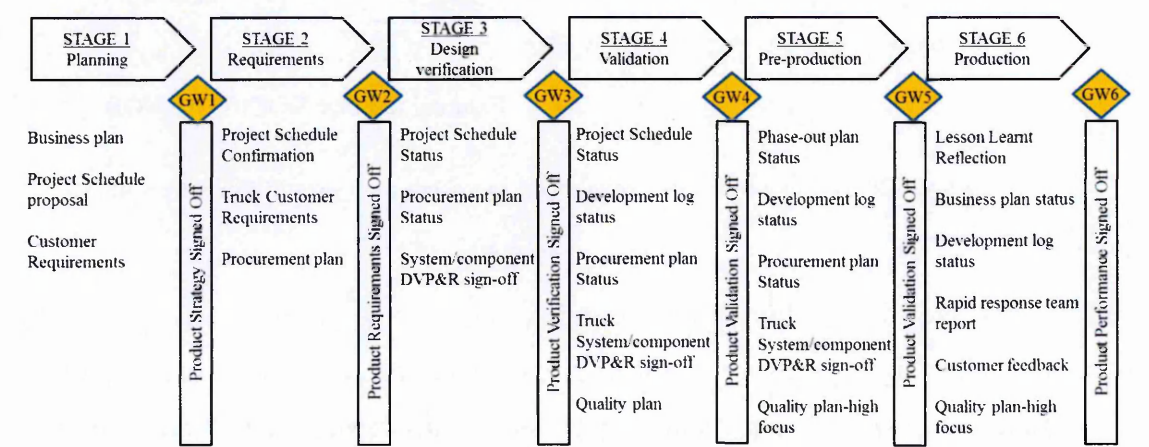 STAGE 1
Planning
STAGE 2
Requirements
STAGE 3
Design
verification
STAGE 4
Validation
STAGE 5
Pre-production
STAGE 6
Production
GW1
GW2
GW3
GW4
GW5
GW6
Business plan
Project Schedule
proposal
Customer
Requirements
Product Strategy Signed Off
Project Schedule
Confirmation
Truck Customer
Requirements
Procurement plan
Product Requirements Signed Off
Project Schedule
Status
Procurement plan
Status
System/component
DVP&R sign-off
Product Verification Signed Off
Project Schedule
Status
Development log
status
Procurement plan
Status
Truck
System/component
DVP&R sign-off
Quality plan
Product Validation Signed Off
Phase-out plan
Status
Development log
status
Procurement plan
Status
Truck
System/component
DVP&R sign-off
Quality plan-high
focus
Product Validation Signed Off
Lesson Learnt
Reflection
Business plan status
Development log
status
Rapid response team
report
Customer feedback
Quality plan-high
focus
Product Performance Signed Off